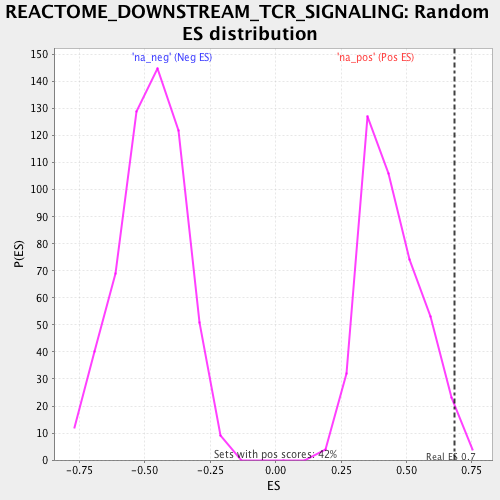 REACTOME_DOWNSTREAM_TCR_SIGNALING: Random
ES distribution
'na_neg' (Neg ES)
'na_pos' (Pos ES)
150
140
130
120
110
100
90
80
70
60
50
40
30
20
10
0
P(ES)
Sets with pos scores: 42%
Real ES 0.7
-0.75
-0.50
-0.25
0.00
0.25
0.50
0.75
ES